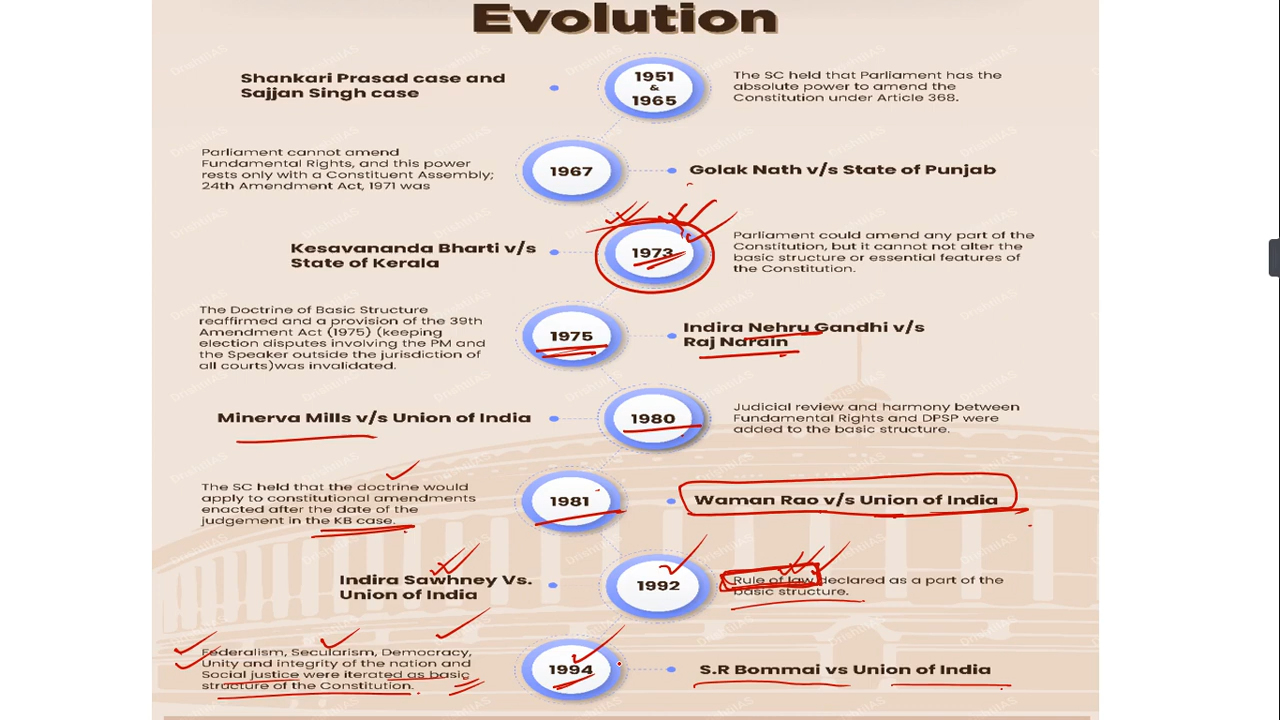 Evolution
Shankari Prasad case and
Sajjan Singh case
1951
&
1965
The SC held that Parliament has the
absolute power to amend the
Constitution under Article 368.
Parliament cannot amend
Fundamental Rights, and this power
rests only with a Constituent Assembly;
24th Amendment Act, 1971 was
1967
Golak Nath v/s State of Punjab
Kesavananda Bharti v/s
State of Kerala
1973
Parliament could amend any part of the
Constitution, but it cannot not alter the
basic structure or essential features of
the Constitution.
The Doctrine of Basic Structure
reaffirmed and a provision of the 39th
Amendment Act (1975) (keeping
election disputes involving the PM and
the Speaker outside the jurisdiction of
all courts)was invalidated.
1975
Indira Nehru Gandhi v/s
Raj Narain
Minerva Mills v/s Union of India
1980
Judicial review and harmony between
Fundamental Rights and DPSP were
added to the basic structure.
The SC held that the doctrine would
apply to constitutional amendments
enacted after the date of the
judgement in the KB case.
1981
Waman Rao v/s Union of India
Indira Sawhney Vs.
Union of India
1992
Rule of law declared as a part of the
basic structure.
Federalism, Secularism, Democracy,
Unity and integrity of the nation and
Social justice were iterated as basic
structure of the Constitution.
1994
S.R Bommai vs Union of India